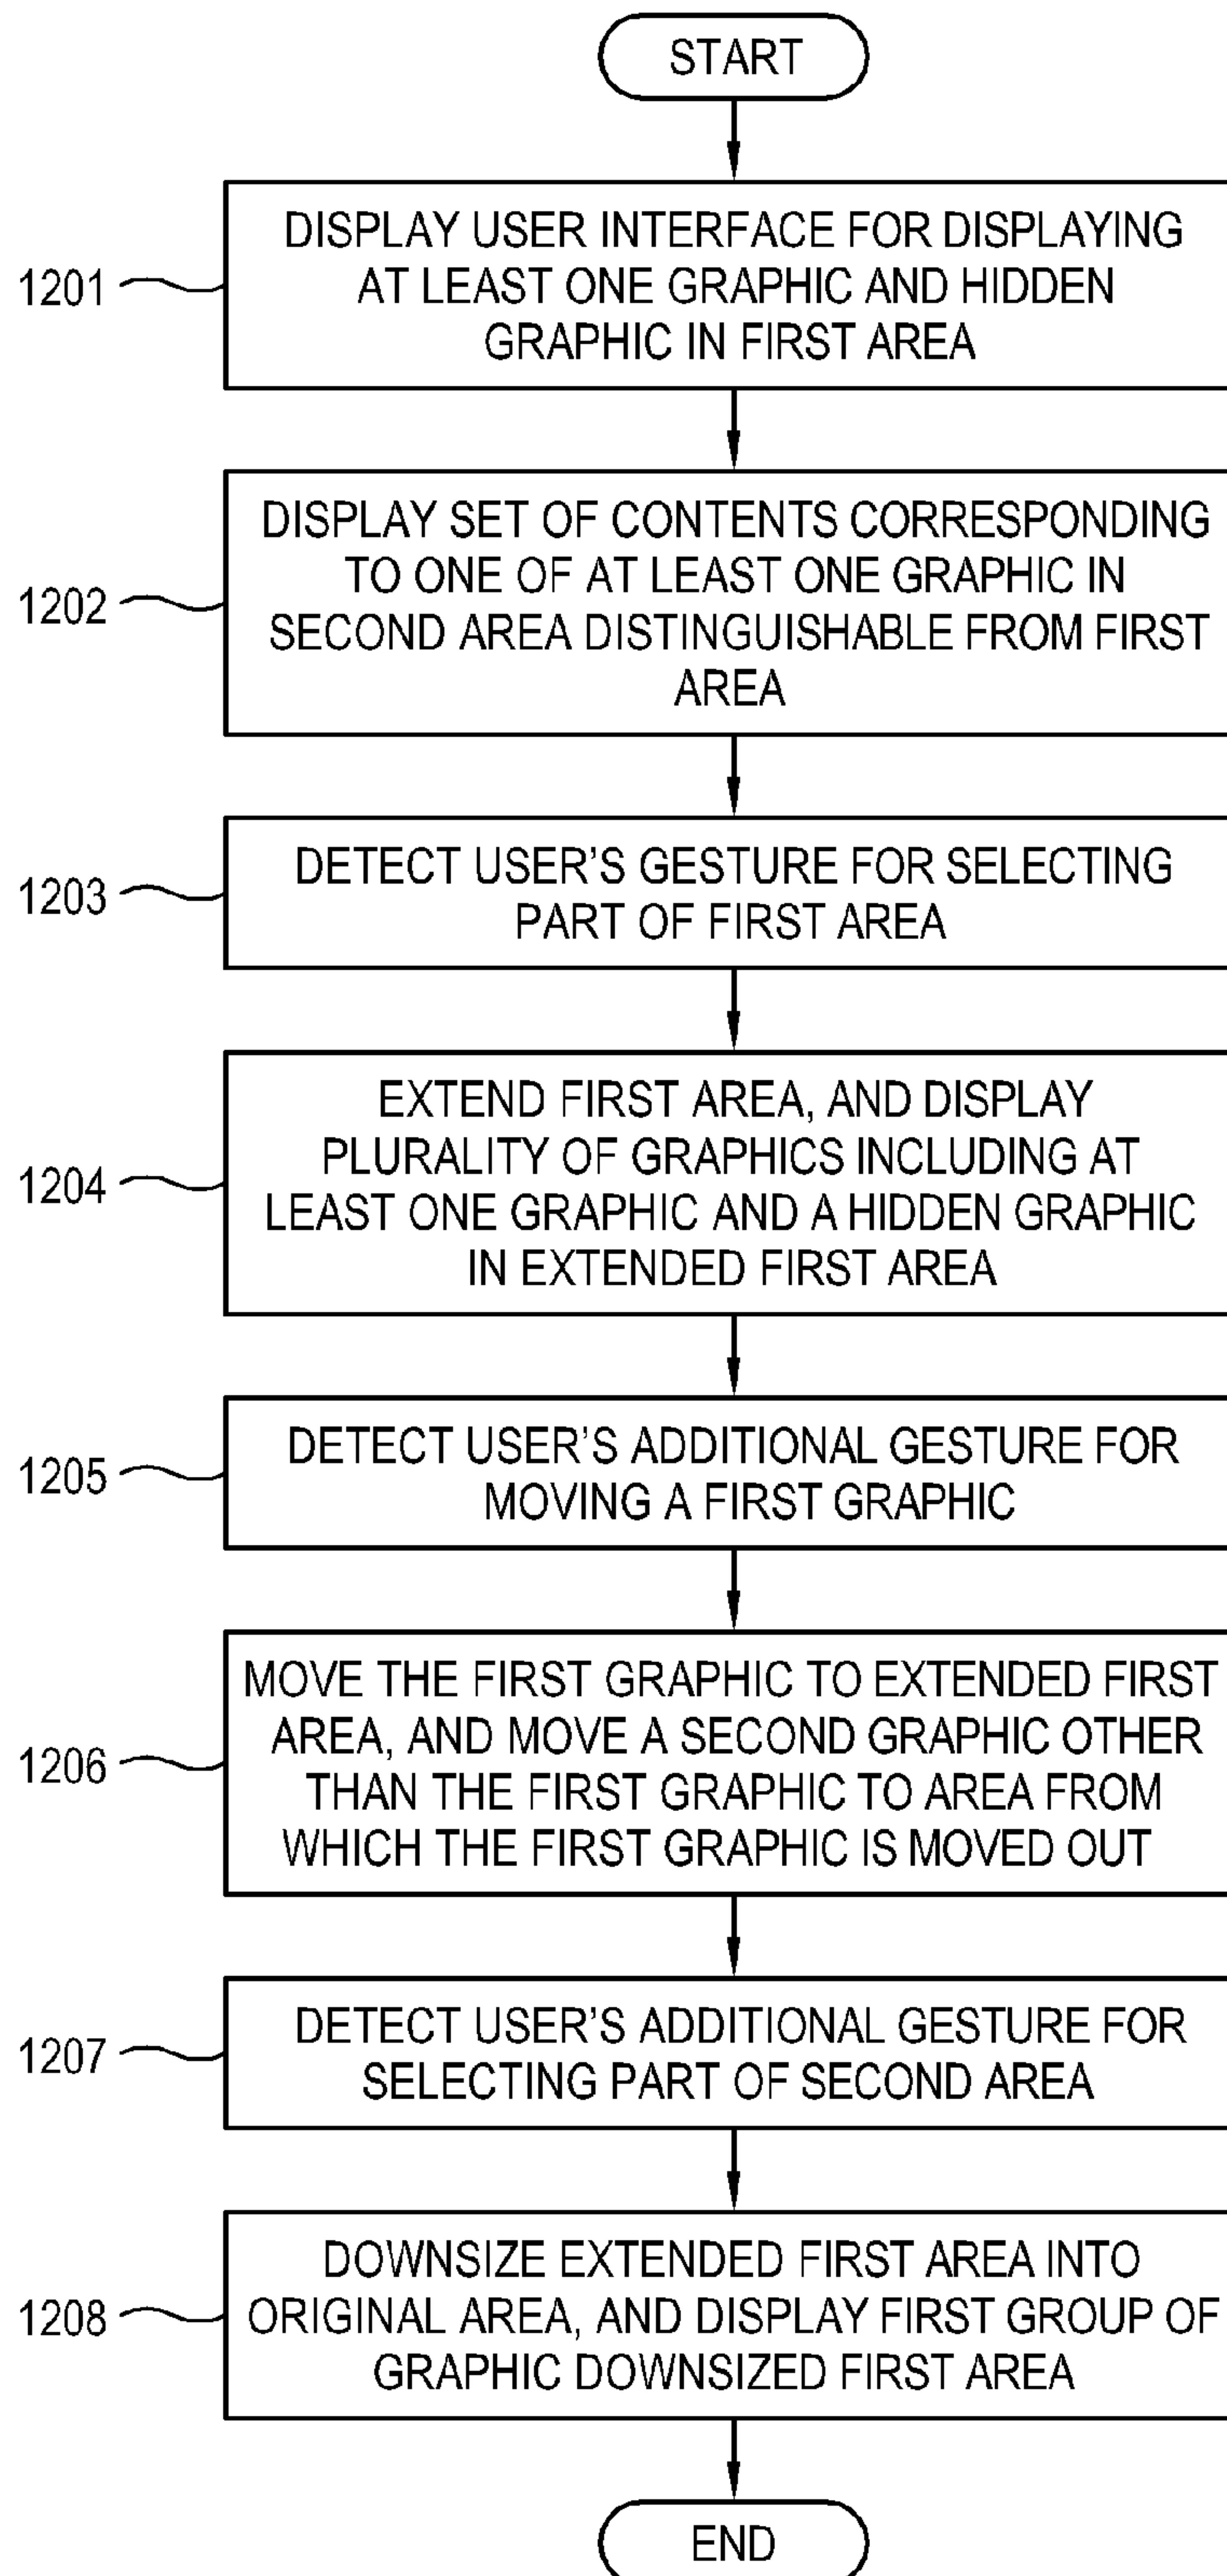 START
DISPLAY USER INTERFACE FOR DISPLAYING
AT LEAST ONE GRAPHIC AND HIDDEN
GRAPHIC IN FIRST AREA
1201
DISPLAY SET OF CONTENTS CORRESPONDING
TO ONE OF AT LEAST ONE GRAPHIC IN
SECOND AREA DISTINGUISHABLE FROM FIRST
AREA
1202
DETECT USER'S GESTURE FOR SELECTING
PART OF FIRST AREA
1203
EXTEND FIRST AREA, AND DISPLAY
PLURALITY OF GRAPHICS INCLUDING AT
LEAST ONE GRAPHIC AND A HIDDEN GRAPHIC
IN EXTENDED FIRST AREA
1204
DETECT USER'S ADDITIONAL GESTURE FOR
MOVING A FIRST GRAPHIC
1205
MOVE THE FIRST GRAPHIC TO EXTENDED FIRST
AREA, AND MOVE A SECOND GRAPHIC OTHER
THAN THE FIRST GRAPHIC TO AREA FROM
WHICH THE FIRST GRAPHIC IS MOVED OUT
1206
DETECT USER'S ADDITIONAL GESTURE FOR
SELECTING PART OF SECOND AREA
1207
DOWNSIZE EXTENDED FIRST AREA INTO
ORIGINAL AREA, AND DISPLAY FIRST GROUP OF
GRAPHIC DOWNSIZED FIRST AREA
1208
END